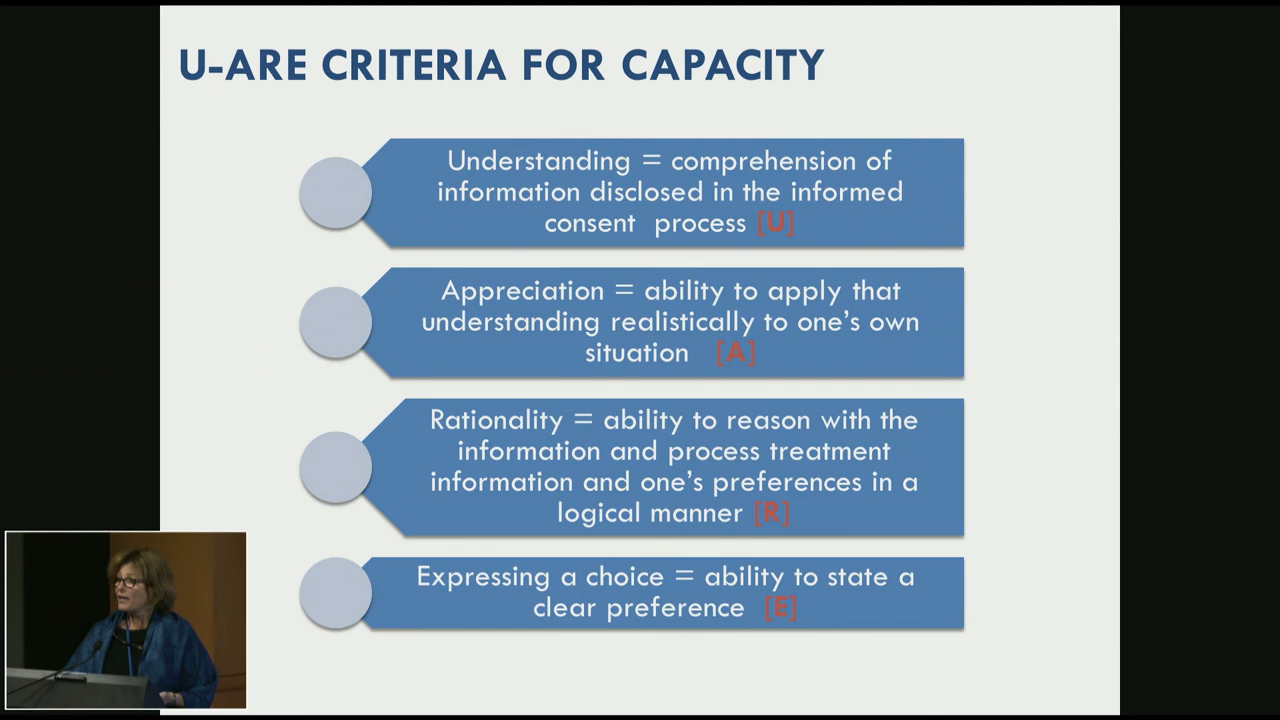 U-ARE CRITERIA FOR CAPACITY
Understanding = comprehension of
information disclosed in the informed
consent process [U]
Appreciation = ability to apply that
understanding realistically to one’s own
situation [A]
Rationality = ability to reason with the
information and process treatment
information and one’s preferences in a
logical manner [R]
Expressing a choice = ability to state a
clear preference [E]